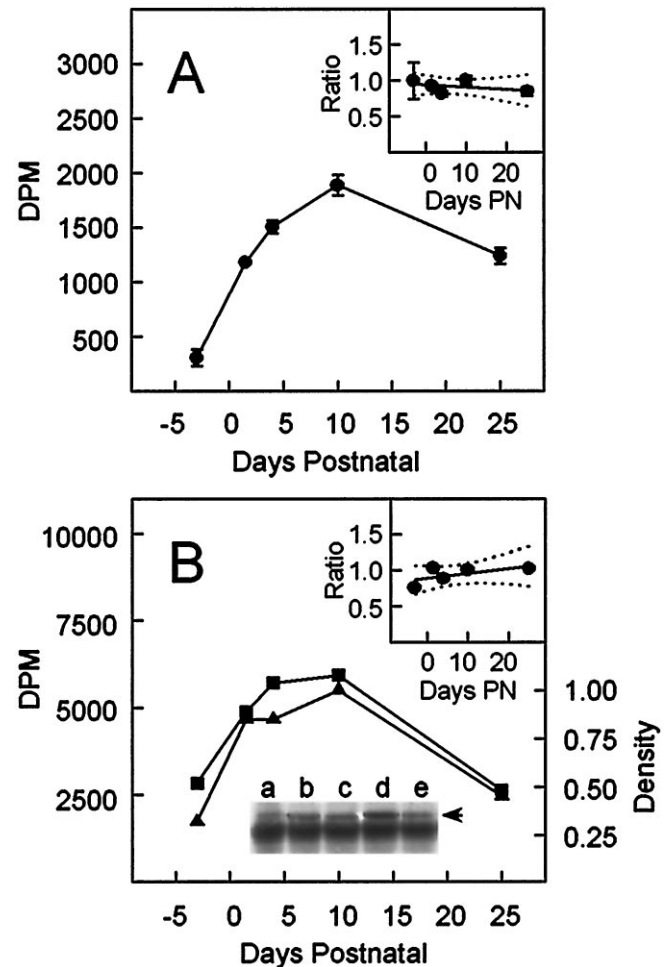 A
DPM
3000
2500
2000
1500
1000
500
-5 0 5 10 15 20 25
Days Postnatal
Ratio
1.5
1.0
0.5
0 10 20
Days PN
B
DPM
10000
7500
5000
2500
-5 0 5 10 15 20 25
Days Postnatal
Ratio
1.5
1.0
0.5
0 10 20
Days PN
1.00
0.75
0.50
0.25
Density
a b c d e